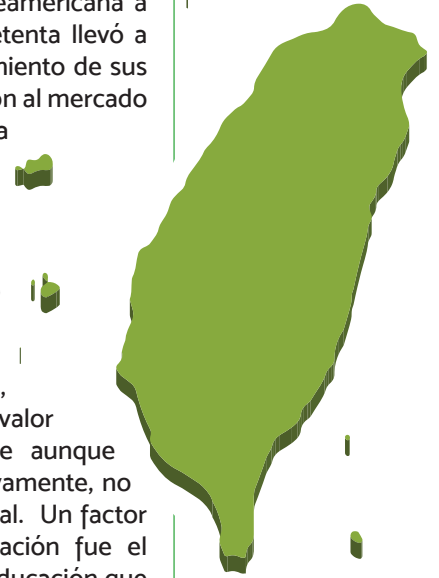 eamericana a
etenta llevó a
miento de sus
ón al mercado
a
,
valor
e aunque
vamente, no
al. Un factor
ación fue el
ducación que